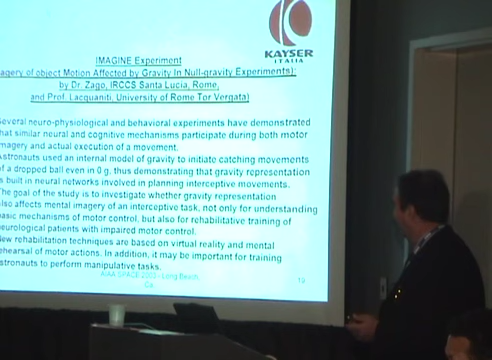 KAYSER
ITALIA
IMAGINE Experiment
agery of object Motion Affected by Gravity In Null-gravity Experiments):
by Dr. Zago, IRCCS Santa Lucia, Rome,
and Prof. Lacquaniti, University of Rome Tor Vergata)
Several neuro-physiological and behavioral experiments have demonstrated
that similar neural and cognitive mechanisms participate during both motor
imagery and actual execution of a movement.
Astronauts used an internal model of gravity to initiate catching movements
of a dropped ball even in 0 g, thus demonstrating that gravity representation
is built in neural networks involved in planning interceptive movements.
The goal of the study is to investigate whether gravity representation
also affects mental imagery of an interceptive task, not only for understanding
basic mechanisms of motor control, but also for rehabilitative training of
neurological patients with impaired motor control.
New rehabilitation techniques are based on virtual reality and mental
rehearsal of motor actions. In addition, it may be important for training
astronauts to perform manipulative tasks.
AIAA SPACE Long Beach,
Ca.
19